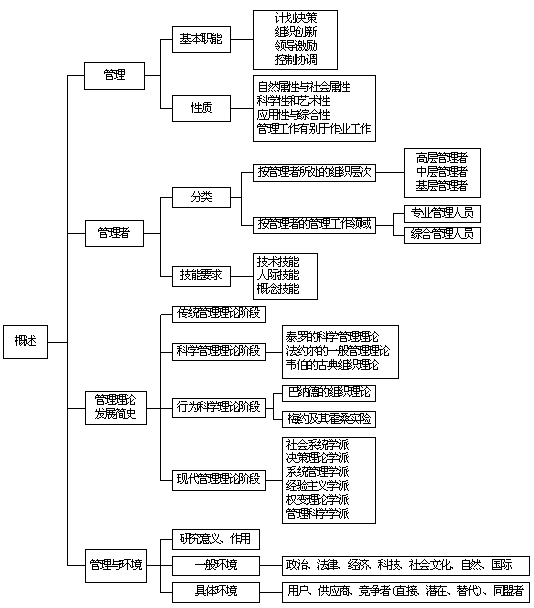 概述
管理
基本职能
计划决策
组织创新
领导激励
控制协调
性质
自然属性与社会属性
科学性和艺术性
应用性与综合性
管理工作有别于作业工作
管理者
分类
按管理者所处的组织层次
高层管理者
中层管理者
基层管理者
按管理者的管理工作领域
专业管理人员
综合管理人员
技能要求
技术技能
人际技能
概念技能
管理理论
发展简史
传统管理理论阶段
科学管理理论阶段
泰罗的科学管理理论
法约尔的一般管理理论
韦伯的古典组织理论
行为科学理论阶段
巴纳德的组织理论
梅约及其霍桑实验
现代管理理论阶段
社会系统学派
决策理论学派
系统管理学派
经验主义学派
权变理论学派
管理科学学派
管理与环境
研究意义、作用
一般环境
政治、法律、经济、科技、社会文化、自然、国际
具体环境
用户、供应商、竞争者(直接、潜在、替代)、同盟者